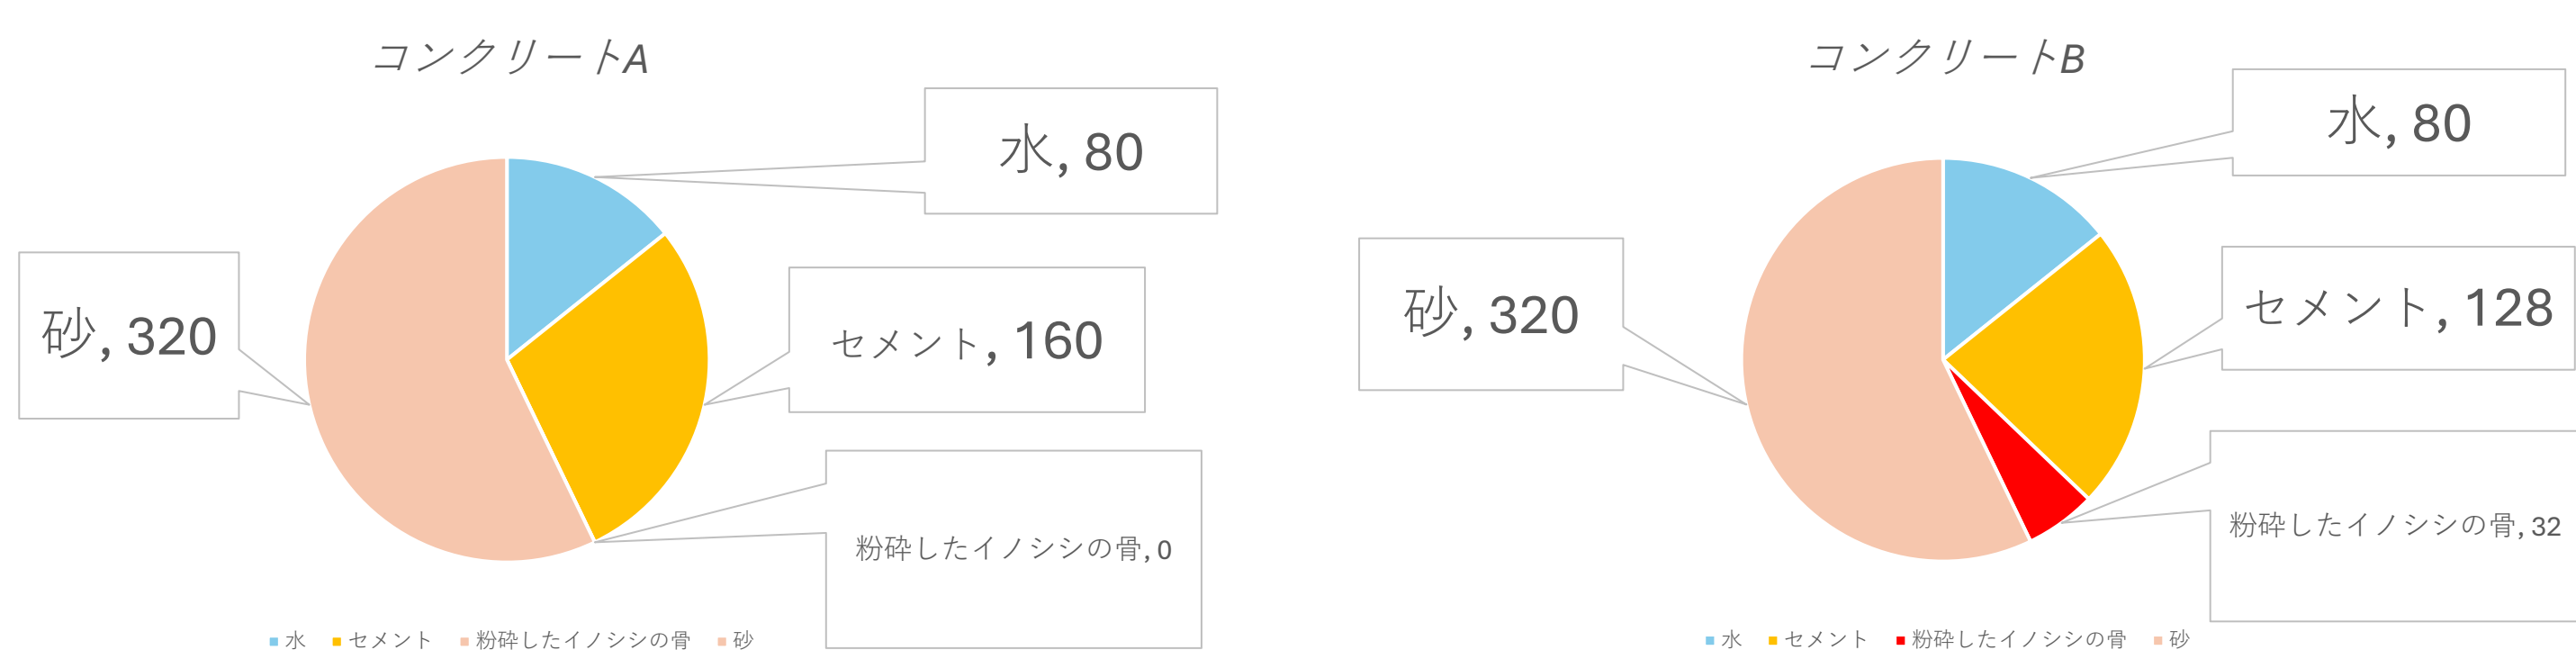 コンクリートA
水, 80
セメント, 160
粉砕したイノシシの骨, 0
砂, 320
水 セメント 粉砕したイノシシの骨 砂
コンクリートB
水, 80
セメント, 128
粉砕したイノシシの骨, 32
砂, 320
水 セメント 粉砕したイノシシの骨 砂